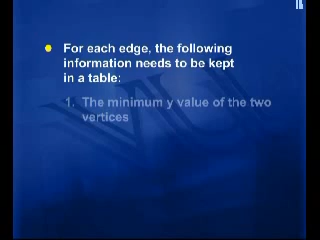 For each edge, the following
information needs to be kept
in a table:
1. The minimum y value of the two
vertices